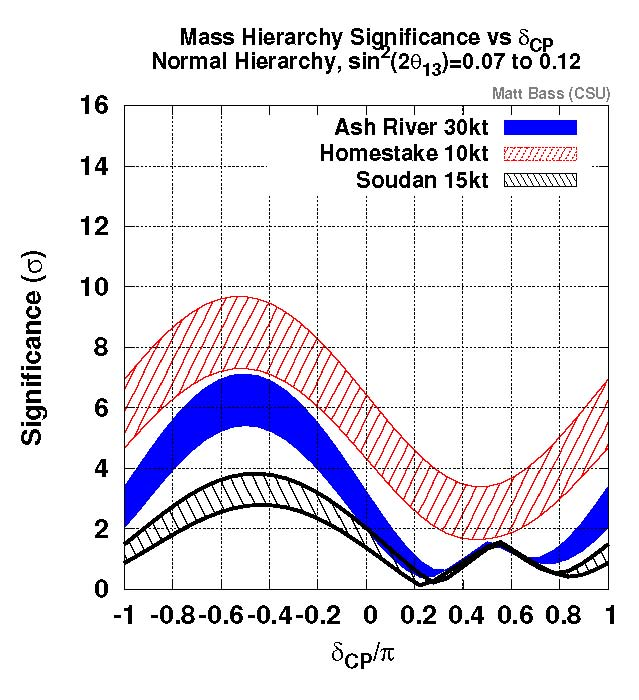 Mass Hierarchy Significance vs δCP
Normal Hierarchy, sin²(2θ13)=0.07 to 0.12
Matt Bass (CSU)
Ash River 30kt
Homestake 10kt
Soudan 15kt
Significance (σ)
16
14
12
10
8
6
4
2
0
-1 -0.8 -0.6 -0.4 -0.2 0 0.2 0.4 0.6 0.8 1
δCP/π